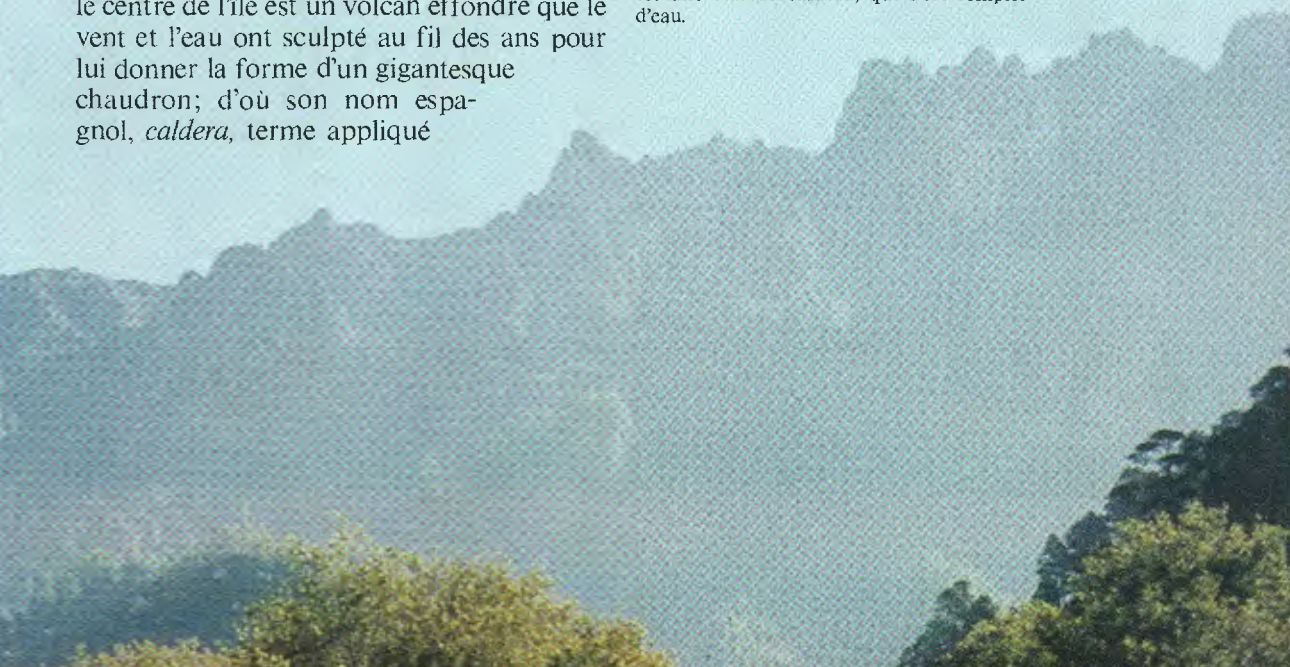 le centre de l'île est un volcan effondré que le
vent et l'eau ont sculpté au fil des ans pour
lui donner la forme d'un gigantesque
chaudron; d'où son nom espa-
gnol, caldera, terme appliqué
d'eau.